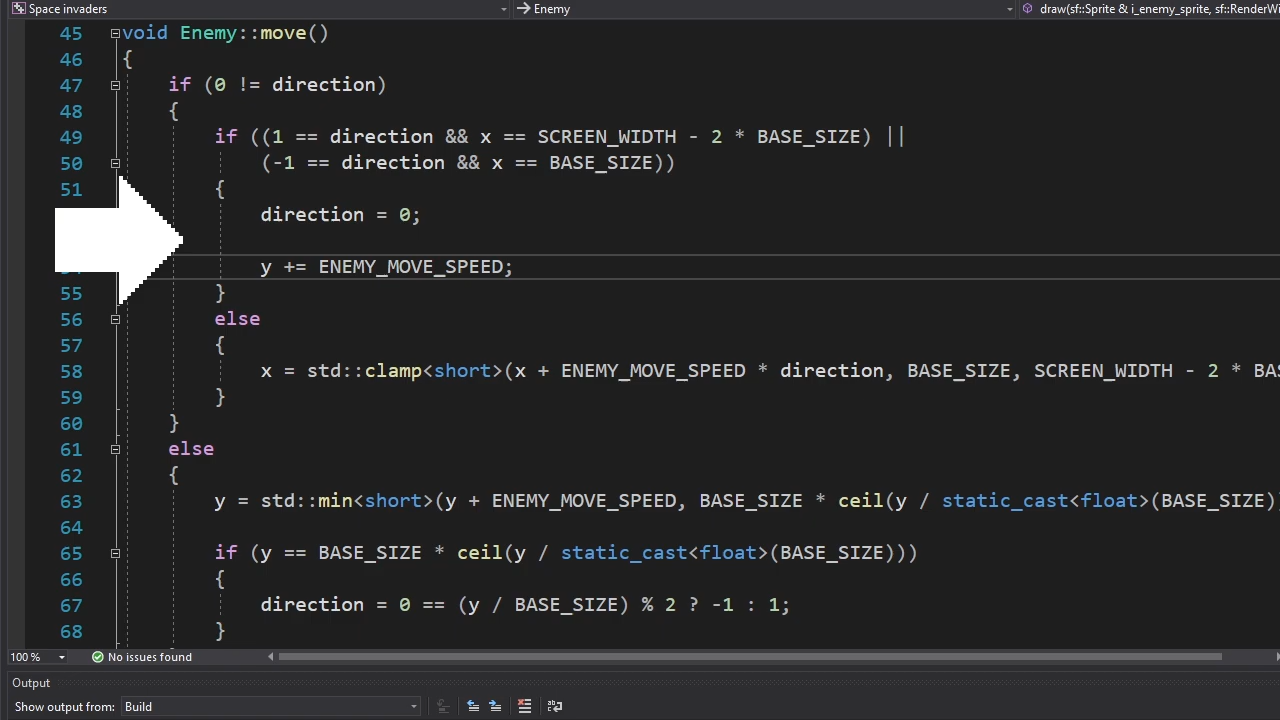 Space invaders Enemy draw(sf::Sprite & i_enemy_sprite, sf::RenderWi
45 void Enemy::move()
46 {
47 if (0 != direction)
48 {
49 if ((1 == direction && x == SCREEN_WIDTH - 2 * BASE_SIZE) ||
50 (-1 == direction && x == BASE_SIZE))
51 {
direction = 0;
y += ENEMY_MOVE_SPEED;
55 }
56 else
57 {
58 x = std::clamp<short>(x + ENEMY_MOVE_SPEED * direction, BASE_SIZE, SCREEN_WIDTH - 2 * BAS
59 }
60 }
61 else
62 {
63 y = std::min<short>(y + ENEMY_MOVE_SPEED, BASE_SIZE * ceil(y / static_cast<float>(BASE_SIZE)
64
65 if (y == BASE_SIZE * ceil(y / static_cast<float>(BASE_SIZE)))
66 {
67 direction = 0 == (y / BASE_SIZE) % 2 ? -1 : 1;
68 }
100 % No issues found
Output
Show output from: Build